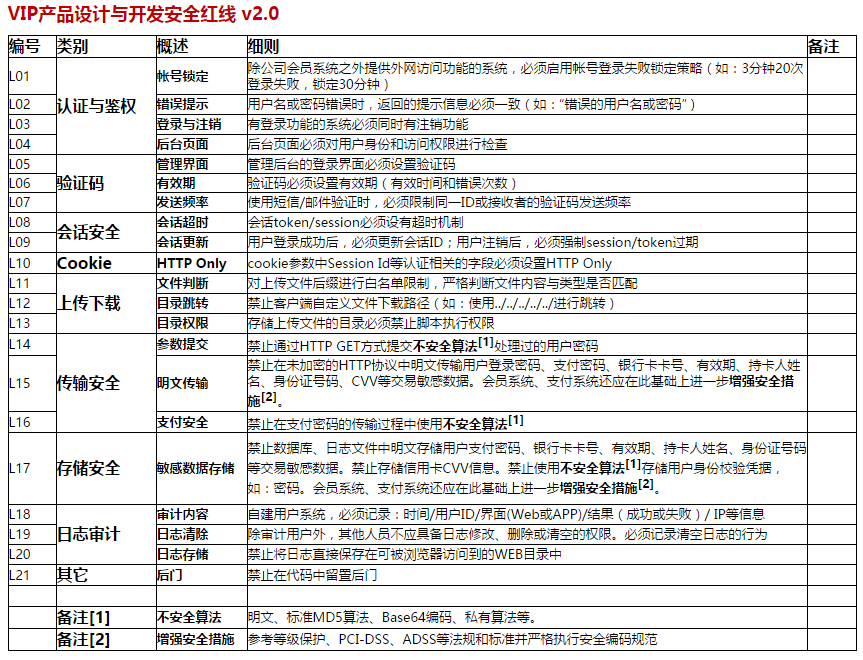 VIP产品设计与开发安全红线 v2.0
编号 类别 概述 细则 备注
L01 认证与鉴权 帐号锁定 除公司会员系统之外提供外网访问功能的系统，必须启用帐号登录失败锁定策略（如：3分钟20次
登录失败，锁定30分钟）
L02 错误提示 用户名或密码错误时，返回的提示信息必须一致（如：“错误的用户名或密码”）
L03 登录与注销 有登录功能的系统必须同时有注销功能
L04 后台页面 后台页面必须对用户身份和访问权限进行检查
L05 验证码 管理界面 管理后台的登录界面必须设置验证码
L06 有效期 验证码必须设置有效期（有效时间和错误次数）
L07 发送频率 使用短信/邮件验证时，必须限制同一ID或接收者的验证码发送频率
L08 会话安全 会话超时 会话token/session必须设有超时机制
L09 会话更新 用户登录成功后，必须更新会话ID；用户注销后，必须强制session/token过期
L10 Cookie HTTP Only cookie参数中Session Id等认证相关的字段必须设置HTTP Only
L11 上传下载 文件判断 对上传文件后缀进行白名单限制，严格判断文件内容与类型是否匹配
L12 目录跳转 禁止客户端自定义文件下载路径（如：使用../../../../../进行跳转）
L13 目录权限 存储上传文件的目录必须禁止脚本执行权限
L14 传输安全 参数提交 禁止通过HTTP GET方式提交不安全算法[1]处理过的用户密码
L15 明文传输 禁止在未加密的HTTP协议中明文传输用户登录密码、支付密码、银行卡卡号、有效期、持卡人姓
名、身份证号码、CVV等交易敏感数据。会员系统、支付系统还应在此基础上进一步增强安全措
施[2]。
L16 支付安全 禁止在支付密码的传输过程中使用不安全算法[1]
L17 存储安全 敏感数据存储 禁止数据库、日志文件中明文存储用户支付密码、银行卡卡号、有效期、持卡人姓名、身份证号码
等交易敏感数据。禁止存储信用卡CVV信息。禁止使用不安全算法[1]存储用户身份校验凭据，
如：密码。会员系统、支付系统还应在此基础上进一步增强安全措施[2]。
L18 日志审计 审计内容 自建用户系统，必须记录：时间/用户ID/界面(Web或APP)/结果（成功或失败）/ IP等信息
L19 日志清除 除审计用户外，其他人员不应具备日志修改、删除或清空的权限。必须记录清空日志的行为
L20 日志存储 禁止将日志直接保存在可被浏览器访问到的WEB目录中
L21 其它 后门 禁止在代码中留置后门
备注[1] 不安全算法 明文、标准MD5算法、Base64编码、私有算法等。
备注[2] 增强安全措施 参考等级保护、PCI-DSS、ADSS等法规和标准并严格执行安全编码规范